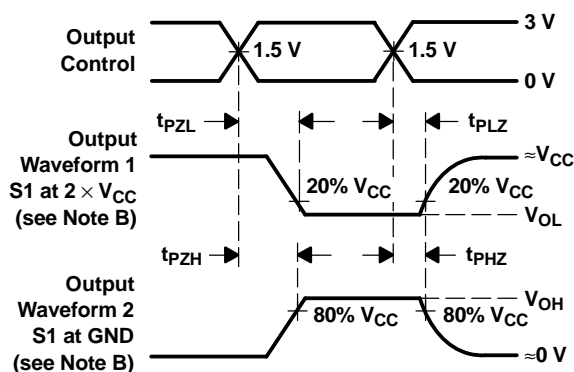 Output
Control
1.5 V
1.5 V
3 V
0 V
tPZL
tPLZ
Output
Waveform 1
S1 at 2 × VCC
(see Note B)
20% VCC
20% VCC
≈VCC
VOL
tPZH
tPHZ
Output
Waveform 2
S1 at GND
(see Note B)
80% VCC
80% VCC
VOH
≈0 V